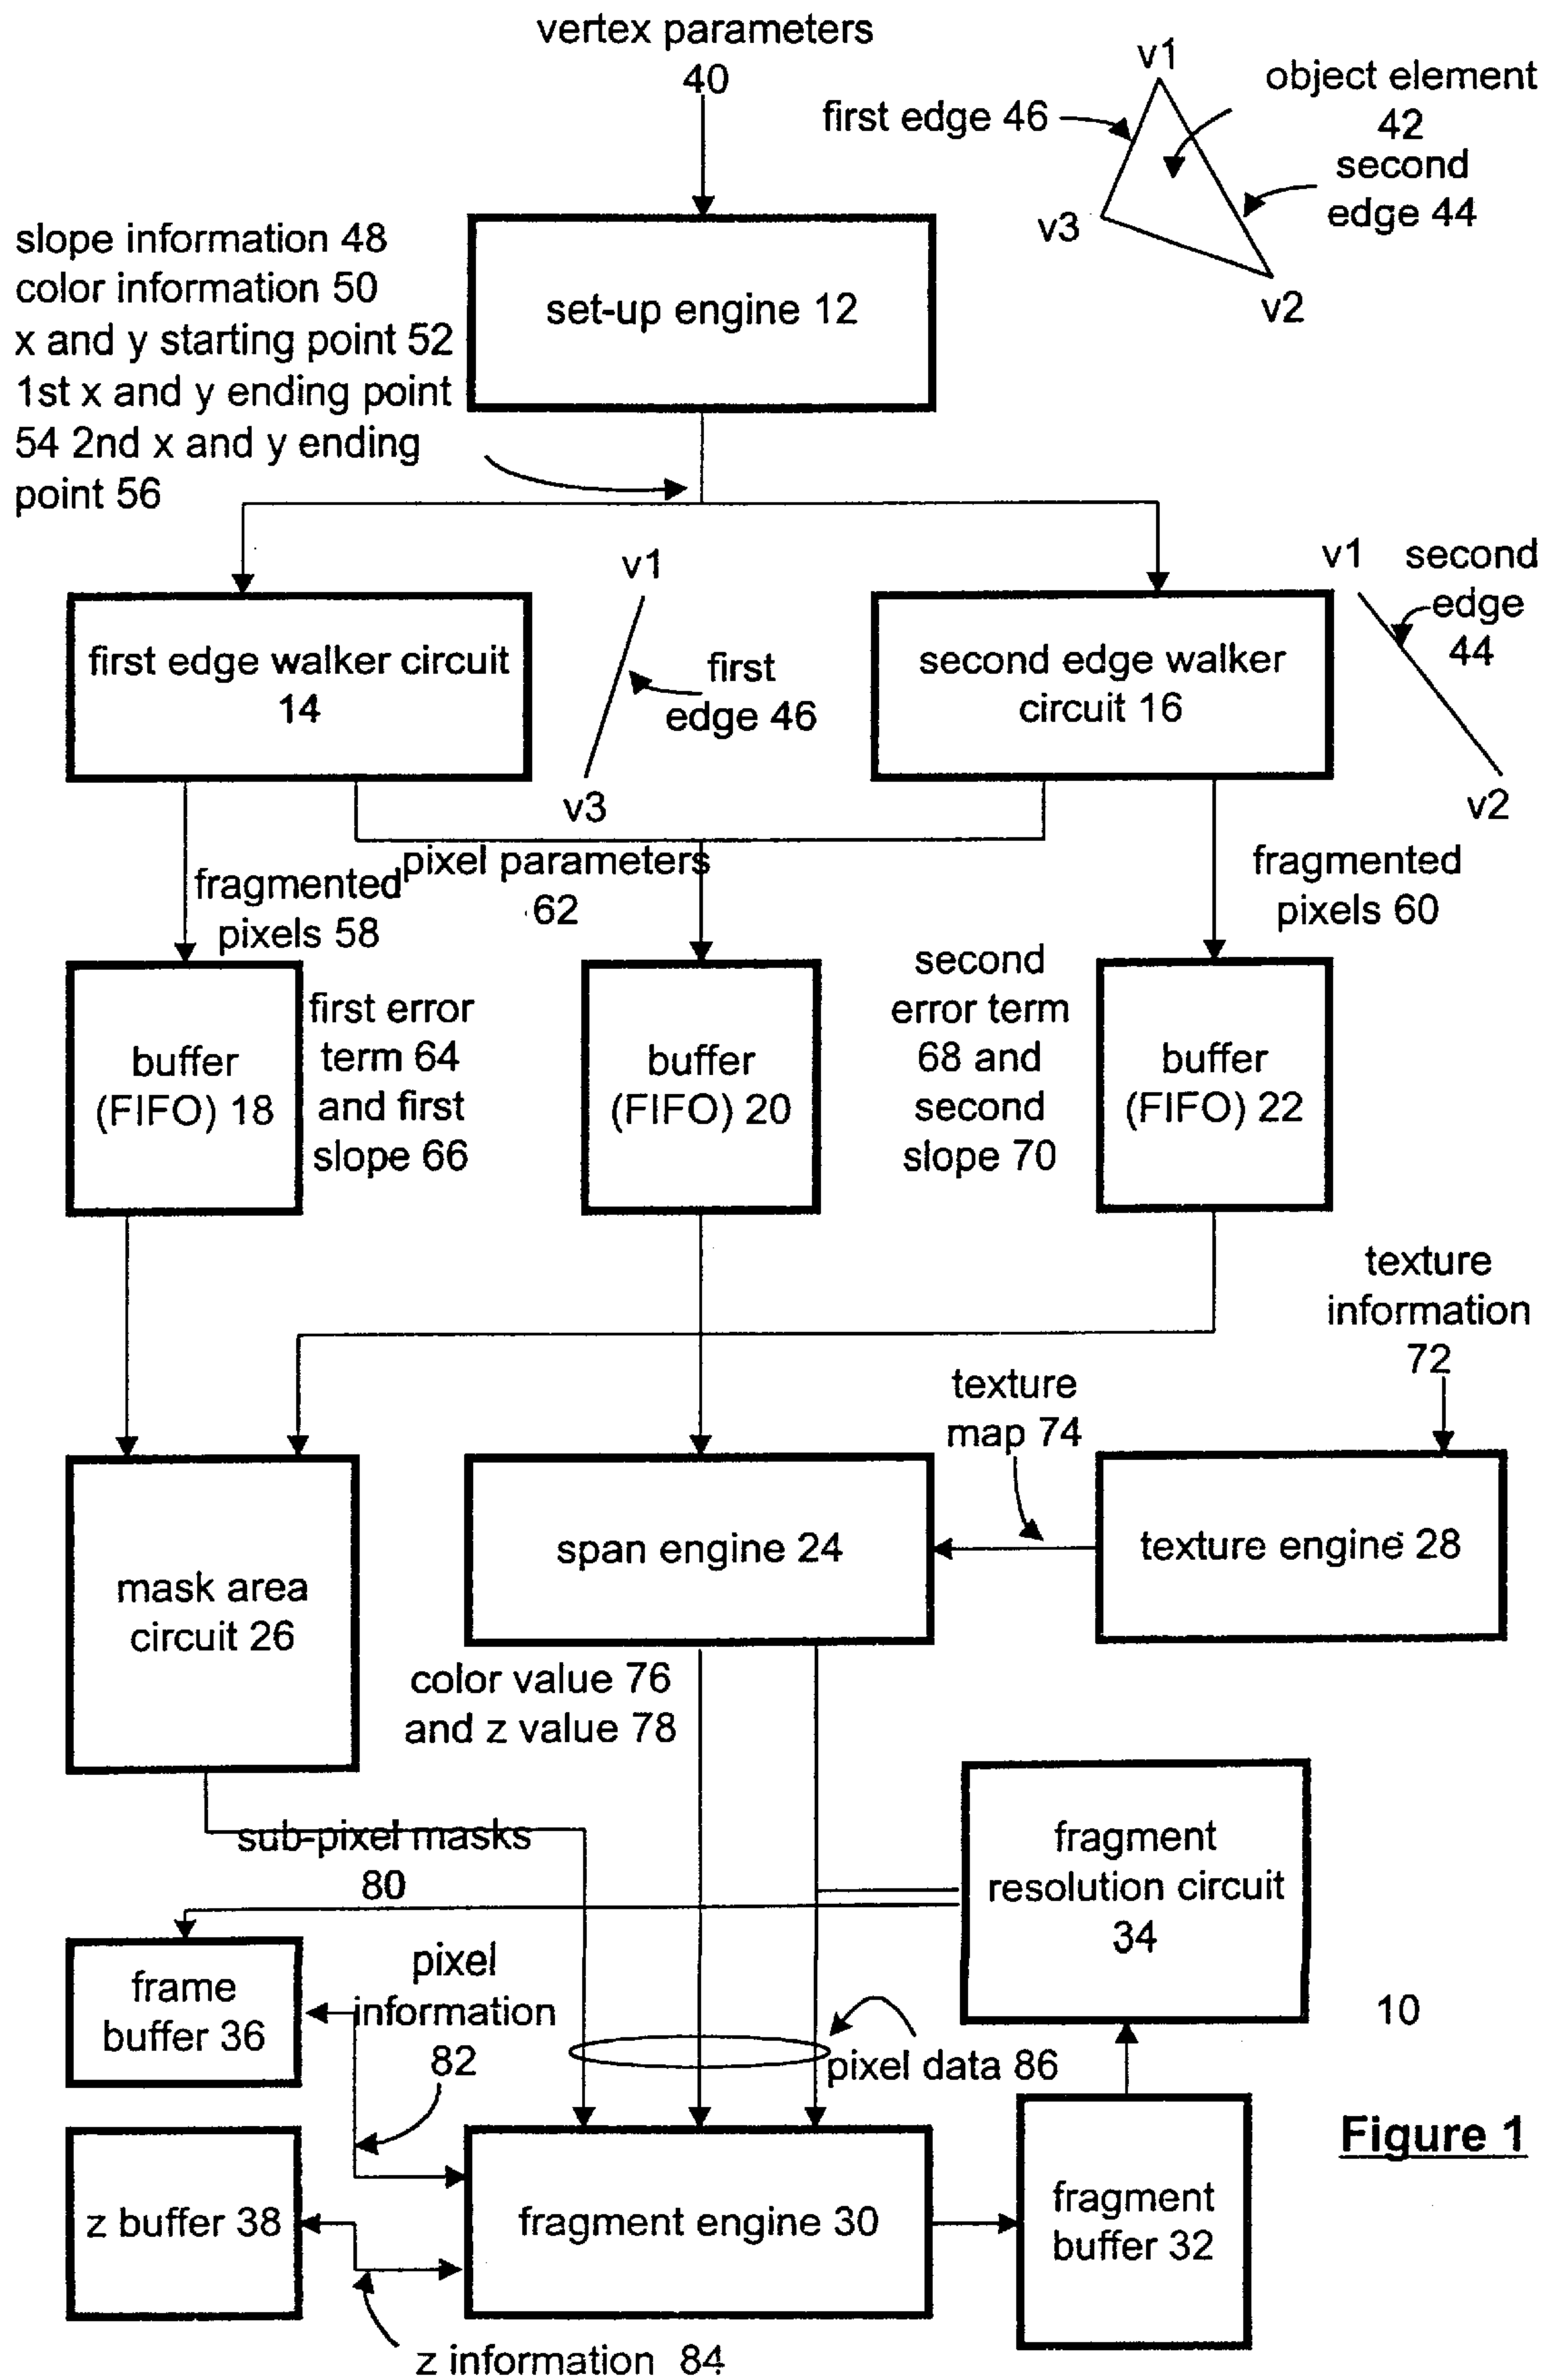 vertex parameters
40
v1
first edge 46
object element
42
second
edge 44
v3
v2
slope information 48
color information 50
x and y starting point 52
1st x and y ending point
54 2nd x and y ending
point 56
set-up engine 12
v1
first
edge 46
v3
v1
second
edge
44
v2
first edge walker circuit
14
second edge walker
circuit 16
fragmented
pixels 58
pixel parameters
62
fragmented
pixels 60
buffer
(FIFO) 18
first error
term 64
and first
slope 66
buffer
(FIFO) 20
second
error term
68 and
second
slope 70
buffer
(FIFO) 22
texture
information
72
texture
map 74
mask area
circuit 26
span engine 24
texture engine 28
color value 76
and z value 78
sub-pixel masks
80
fragment
resolution circuit
34
frame
buffer 36
pixel
information
82
pixel data 86
10
z buffer 38
fragment engine 30
fragment
buffer 32
Figure 1
z information 84